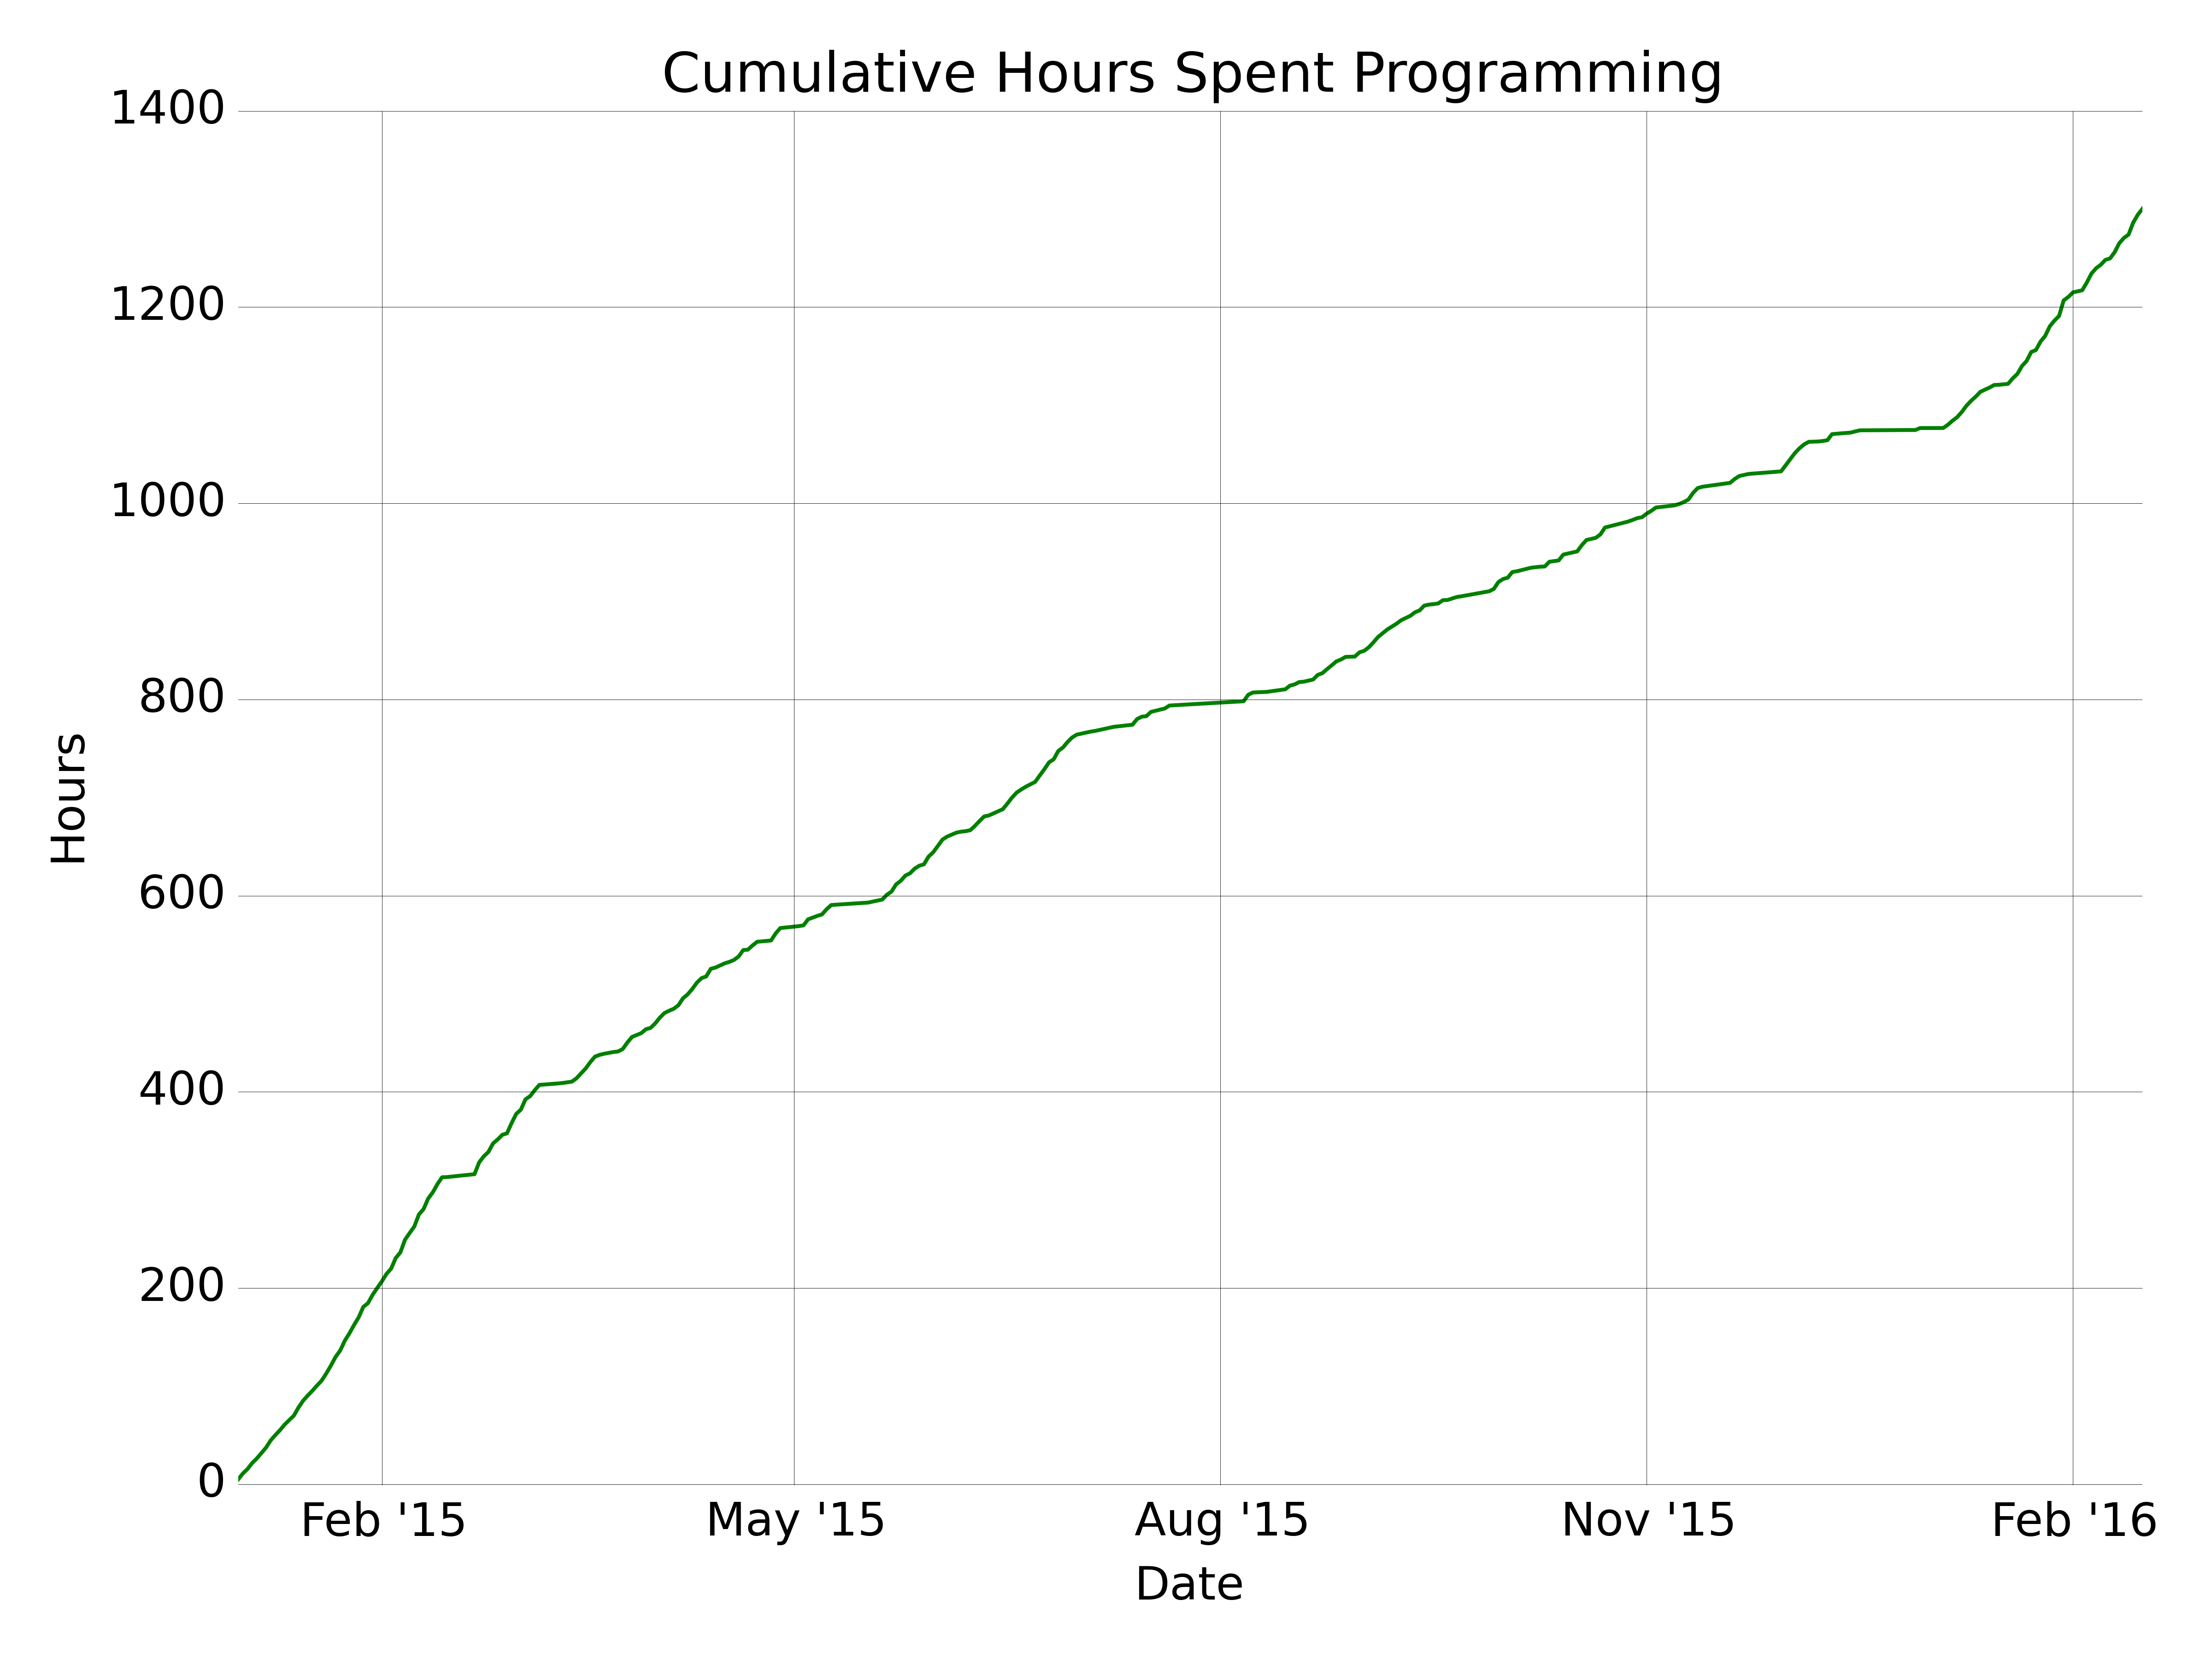 Cumulative Hours Spent Programming
1400
1200
1000
800
600
400
200
0
Hours
Feb '15
May '15
Aug '15
Nov '15
Feb '16
Date